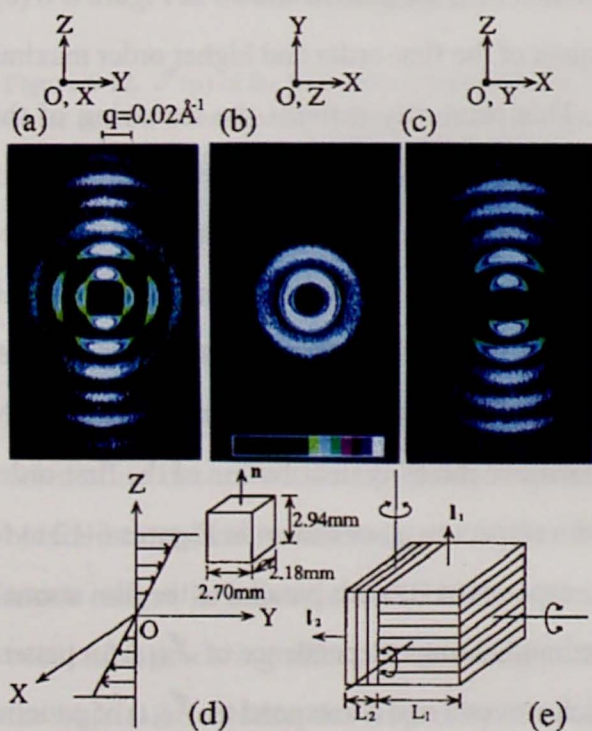 Z Y Z
O, X Y O, Z X O, Y X
(a) q=0.02Å⁻¹ (b) (c)
Z n
2.94mm
2.18mm
2.70mm
O Y
X
l₁
l₂
L₂ L₁
(d) (e)